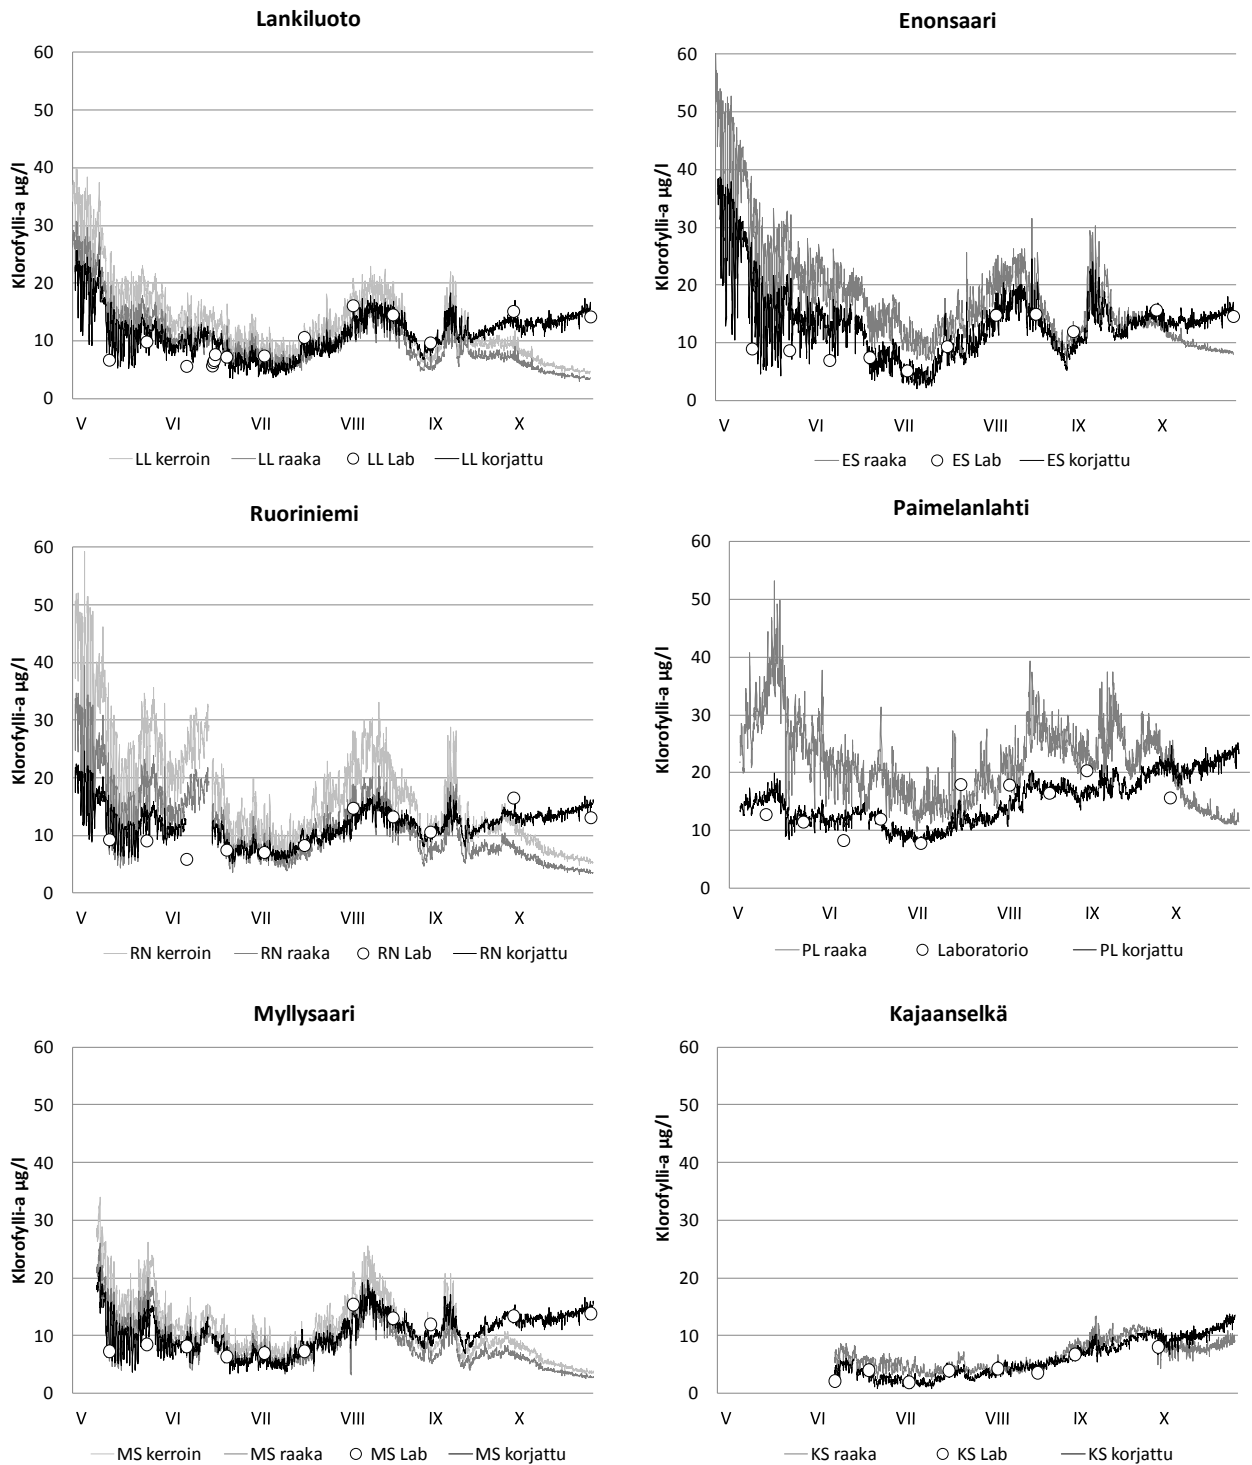 Lankiluoto
Klorofylli-a µg/l
60
50
40
30
20
10
0
V VI VII VIII IX X
LL kerroin LL raaka LL Lab LL korjattu
Enonsaari
Klorofylli-a µg/l
60
50
40
30
20
10
0
V VI VII VIII IX X
ES raaka ES Lab ES korjattu
Ruoriniemi
Klorofylli-a µg/l
60
50
40
30
20
10
0
V VI VII VIII IX X
RN kerroin RN raaka RN Lab RN korjattu
Paimelanlahti
Klorofylli-a µg/l
60
50
40
30
20
10
0
V VI VII VIII IX X
PL raaka Laboratorio PL korjattu
Myllysaari
Klorofylli-a µg/l
60
50
40
30
20
10
0
V VI VII VIII IX X
MS kerroin MS raaka MS Lab MS korjattu
Kajaanselkä
Klorofylli-a µg/l
60
50
40
30
20
10
0
V VI VII VIII IX X
KS raaka KS Lab KS korjattu